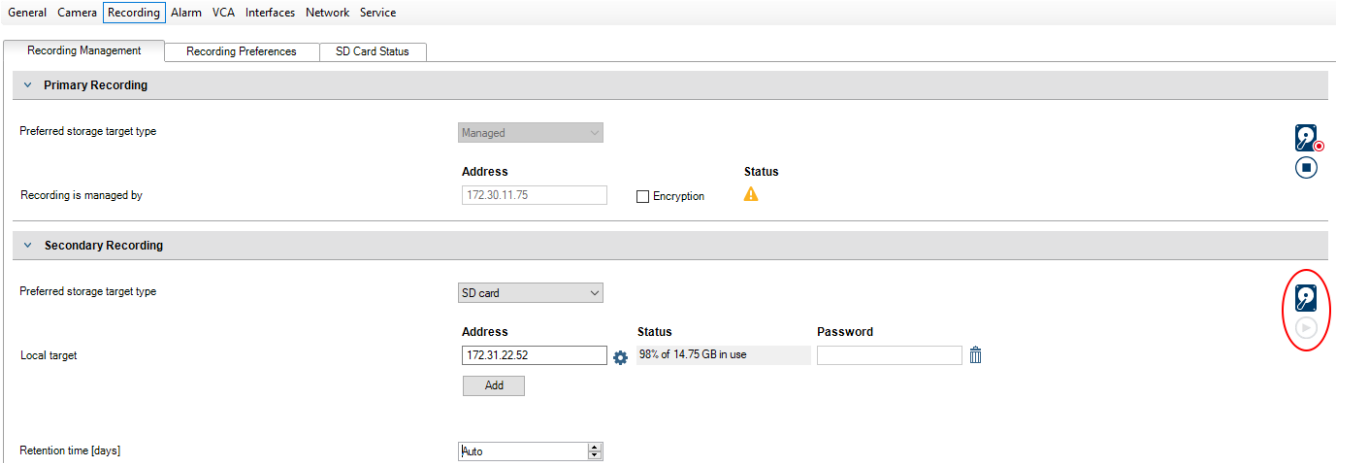 General Camera Recording Alarm VCA Interfaces Network Service
Recording Management Recording Preferences SD Card Status
Primary Recording
Preferred storage target type Managed
Address Status
Recording is managed by 172.30.11.75 Encryption
Secondary Recording
Preferred storage target type SD card
Address Status Password
Local target 172.31.22.52 98% of 14.75 GB in use
Add
Retention time [days] Auto